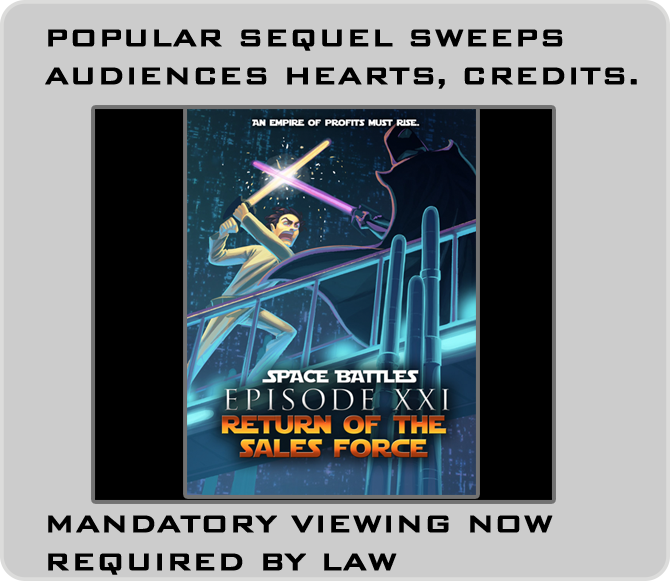 POPULAR SEQUEL SWEEPS
AUDIENCES HEARTS, CREDITS.
AN EMPIRE OF PROFITS MUST RISE.
SPACE BATTLES
EPISODE XXI
RETURN OF THE
SALES FORCE
MANDATORY VIEWING NOW
REQUIRED BY LAW